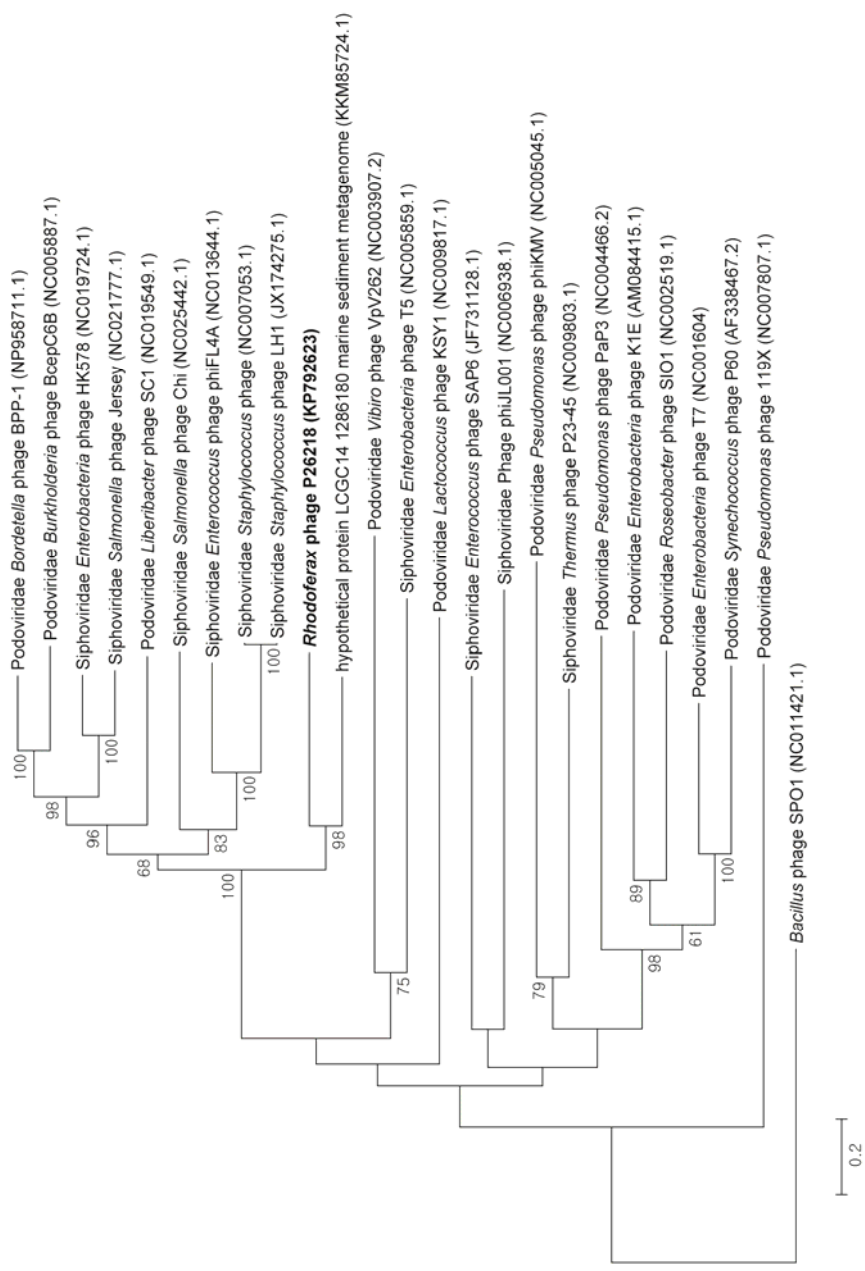 Podoviridae Bordetella phage BPP-1 (NP958711.1)
Podoviridae Burkholderia phage BcepC6B (NC005887.1)
Siphoviridae Enterobacteria phage HK578 (NC019724.1)
Siphoviridae Salmonella phage Jersey (NC021777.1)
Podoviridae Liberibacter phage SC1 (NC019549.1)
Siphoviridae Salmonella phage Chi (NC025442.1)
Siphoviridae Enterococcus phage phiFL4A (NC013644.1)
Siphoviridae Staphylococcus phage (NC007053.1)
Siphoviridae Staphylococcus phage LH1 (JX174275.1)
Rhodoferax phage P26218 (KP792623)
hypothetical protein LCGC14 1286180 marine sediment metagenome (KKM85724.1)
Podoviridae Vibiro phage VpV262 (NC003907.2)
Siphoviridae Enterobacteria phage T5 (NC005859.1)
Podoviridae Lactococcus phage KSY1 (NC009817.1)
Siphoviridae Enterococcus phage SAP6 (JF731128.1)
Siphoviridae Phage phiJL001 (NC006938.1)
Podoviridae Pseudomonas phage phiKMV (NC005045.1)
Siphoviridae Thermus phage P23-45 (NC009803.1)
Podoviridae Pseudomonas phage PaP3 (NC004466.2)
Podoviridae Enterobacteria phage K1E (AM084415.1)
Podoviridae Roseobacter phage SIO1 (NC002519.1)
Podoviridae Enterobacteria phage T7 (NC001604)
Podoviridae Synechococcus phage P60 (AF338467.2)
Podoviridae Pseudomonas phage 119X (NC007807.1)
Bacillus phage SPO1 (NC011421.1)
100
98
100
96
68
83
100
100
100
98
75
79
98
89
61
100
0.2